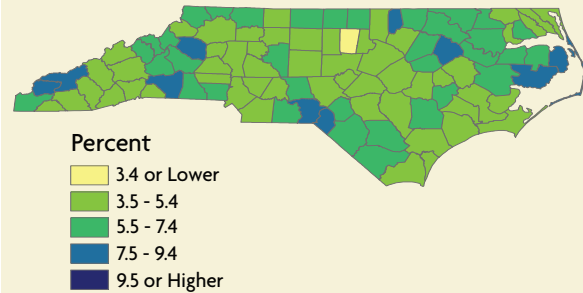 Percent
3.4 or Lower
3.5 - 5.4
5.5 - 7.4
7.5 - 9.4
9.5 or Higher